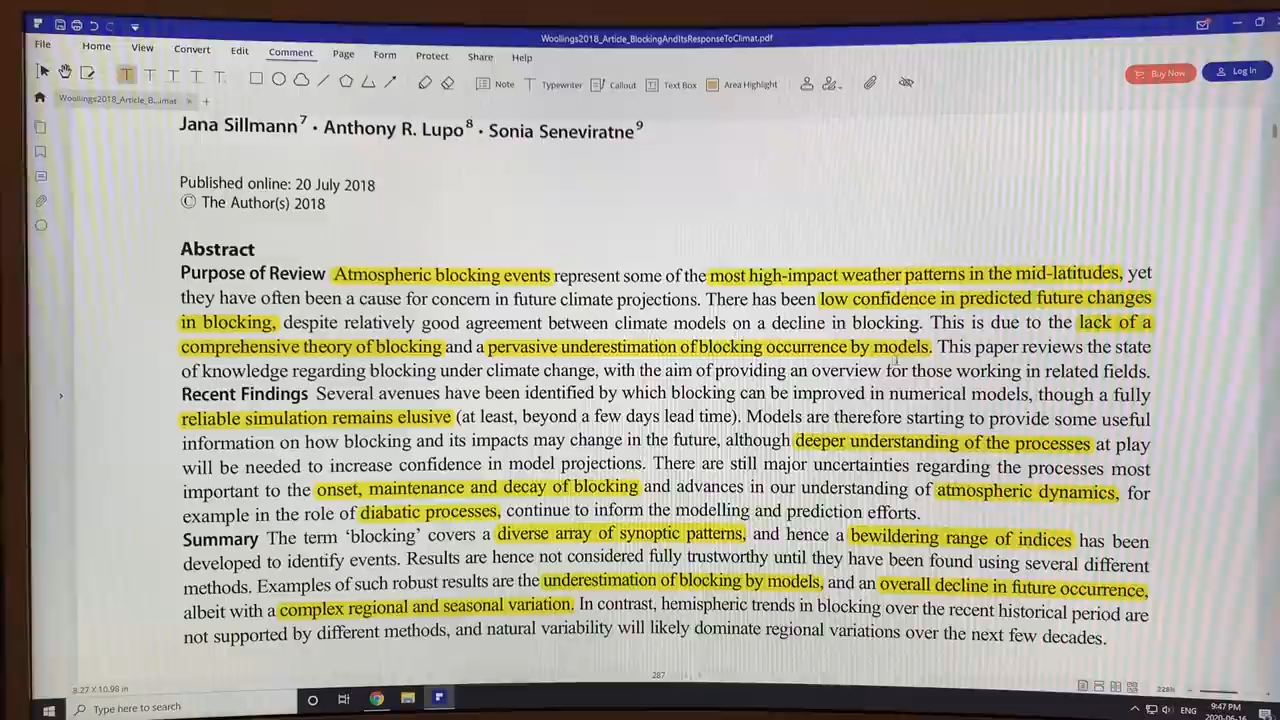 Woollings2018_Article_BlockingAndItsResponseToClimat.pdf
File Home View Convert Edit Comment Page Form Protect Share Help
Note Typewriter Callout Text Box Area Highlight Buy Now Log In
Woollings2018_Article_B...imat × +
Jana Sillmann7 · Anthony R. Lupo8 · Sonia Seneviratne9
Published online: 20 July 2018
© The Author(s) 2018
Abstract
Purpose of Review Atmospheric blocking events represent some of the most high-impact weather patterns in the mid-latitudes, yet
they have often been a cause for concern in future climate projections. There has been low confidence in predicted future changes
in blocking, despite relatively good agreement between climate models on a decline in blocking. This is due to the lack of a
comprehensive theory of blocking and a pervasive underestimation of blocking occurrence by models. This paper reviews the state
of knowledge regarding blocking under climate change, with the aim of providing an overview for those working in related fields.
Recent Findings Several avenues have been identified by which blocking can be improved in numerical models, though a fully
reliable simulation remains elusive (at least, beyond a few days lead time). Models are therefore starting to provide some useful
information on how blocking and its impacts may change in the future, although deeper understanding of the processes at play
will be needed to increase confidence in model projections. There are still major uncertainties regarding the processes most
important to the onset, maintenance and decay of blocking and advances in our understanding of atmospheric dynamics, for
example in the role of diabatic processes, continue to inform the modelling and prediction efforts.
Summary The term ‘blocking’ covers a diverse array of synoptic patterns, and hence a bewildering range of indices has been
developed to identify events. Results are hence not considered fully trustworthy until they have been found using several different
methods. Examples of such robust results are the underestimation of blocking by models, and an overall decline in future occurrence,
albeit with a complex regional and seasonal variation. In contrast, hemispheric trends in blocking over the recent historical period are
not supported by different methods, and natural variability will likely dominate regional variations over the next few decades.
8.27 X 10.98 in 287 228%
Type here to search ENG 9:47 PM
2020-06-16